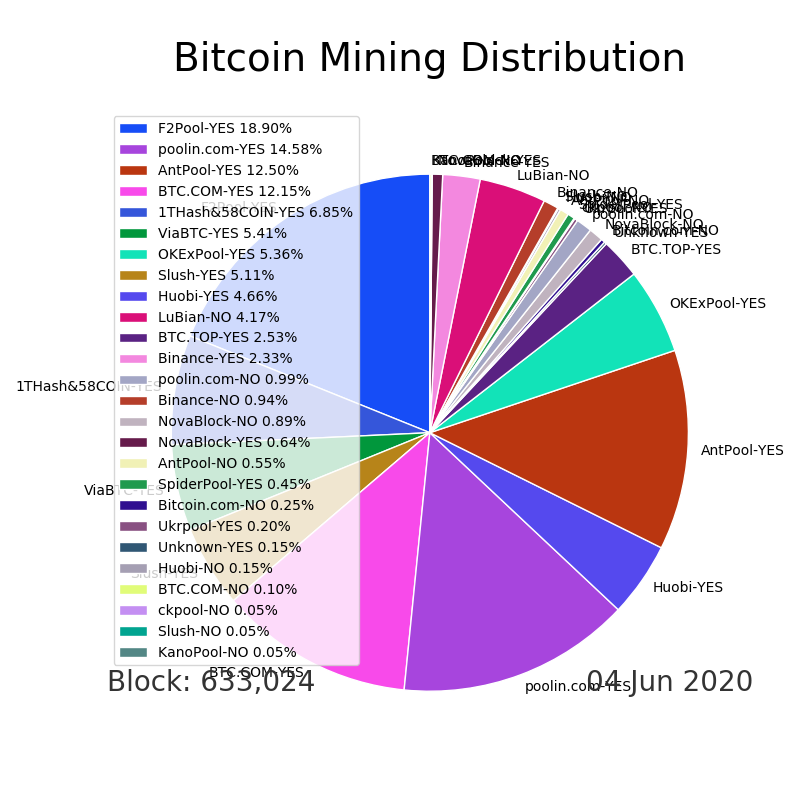 Bitcoin Mining Distribution
F2Pool-YES 18.90%
poolin.com-YES 14.58%
AntPool-YES 12.50%
BTC.COM-YES 12.15%
1THash&58COIN-YES 6.85%
ViaBTC-YES 5.41%
OKExPool-YES 5.36%
Slush-YES 5.11%
Huobi-YES 4.66%
LuBian-NO 4.17%
BTC.TOP-YES 2.53%
Binance-YES 2.33%
poolin.com-NO 0.99%
Binance-NO 0.94%
NovaBlock-NO 0.89%
NovaBlock-YES 0.64%
AntPool-NO 0.55%
SpiderPool-YES 0.45%
Bitcoin.com-NO 0.25%
Ukrpool-YES 0.20%
Unknown-YES 0.15%
Huobi-NO 0.15%
BTC.COM-NO 0.10%
ckpool-NO 0.05%
Slush-NO 0.05%
KanoPool-NO 0.05%
F2Pool-YES
1THash&58COIN-YES
ViaBTC-YES
Slush-YES
BTC.COM-YES
poolin.com-YES
Huobi-YES
AntPool-YES
OKExPool-YES
BTC.TOP-YES
Unknown-YES
Bitcoin.com-NO
NovaBlock-NO
poolin.com-NO
Binance-NO
LuBian-NO
Binance-YES
Block: 633,024
04 Jun 2020